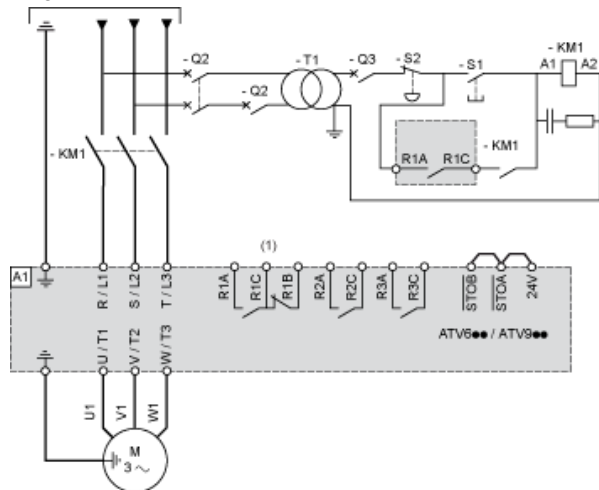 - Q2
- T1
- Q3
- S2
- S1
- KM1
A1
A2
- Q2
- KM1
R1A
R1C
- KM1
(1)
A1
R / L1
S / L2
T / L3
R1A
R1C
R1B
R2A
R2C
R3A
R3C
STOB
STOA
24V
ATV6●● / ATV9●●
U / T1
V / T2
W / T3
U1
V1
W1
M
3 ~